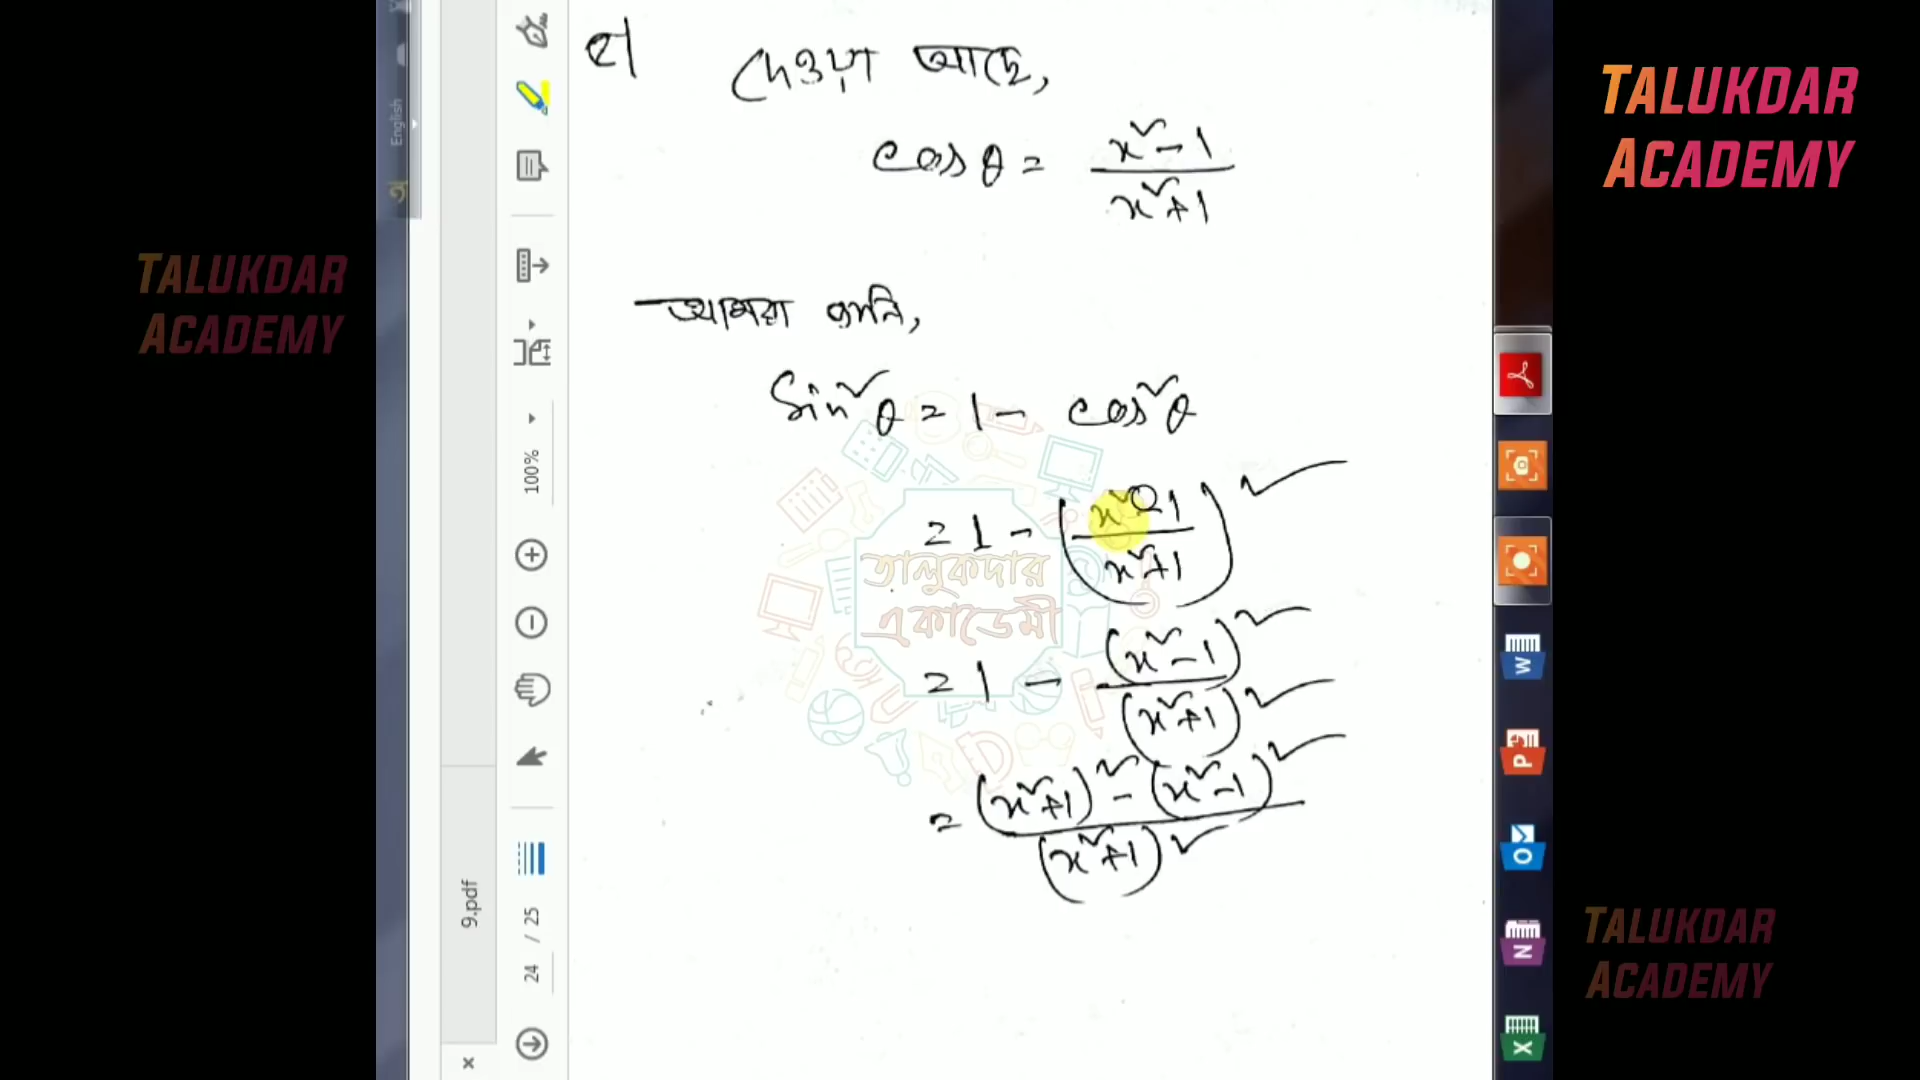 TALUKDAR
ACADEMY
TALUKDAR
ACADEMY
TALUKDAR
ACADEMY
English
অ
100%
24 / 25
9.pdf
×
দেওয়া আছে,
cos θ = x²-1 / x²+1
আমরা জানি,
Sin²θ = 1 - cos²θ
= 1 - (x²-1 / x²+1)²
= 1 - (x²-1)² / (x²+1)²
= (x²+1)² - (x²-1)² / (x²+1)²
তালুকদার
একাডেমী
W
P
O
N
X